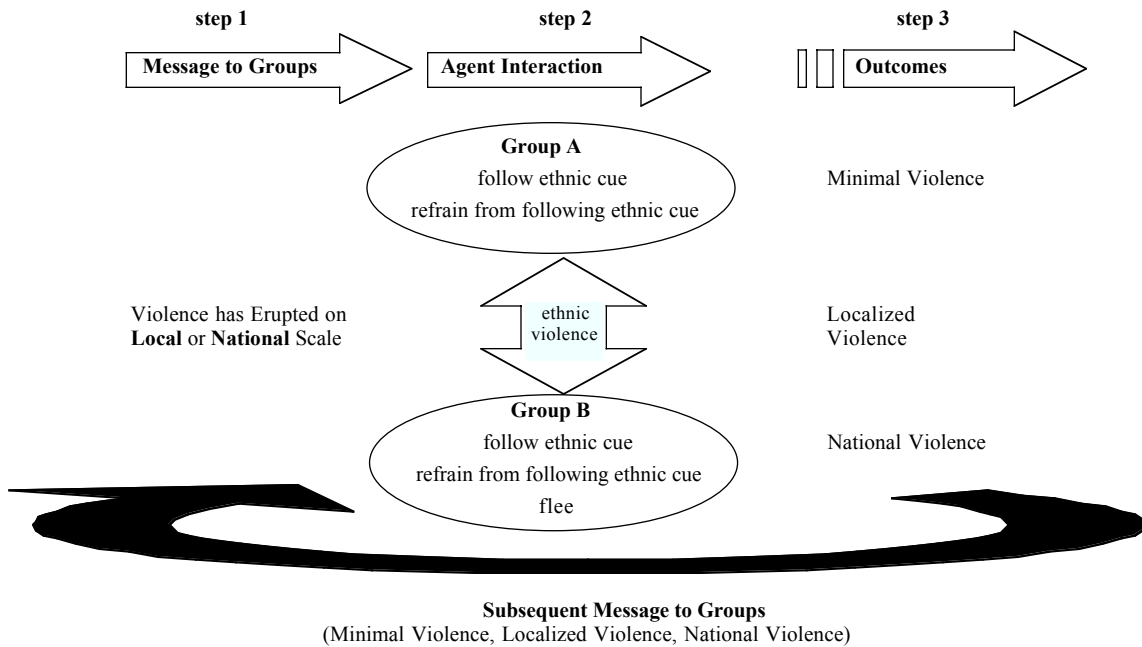 step 1
step 2
step 3
Message to Groups
Agent Interaction
Outcomes
Group A
follow ethnic cue
refrain from following ethnic cue
Minimal Violence
Violence has Erupted on
Local or National Scale
ethnic
violence
Localized
Violence
Group B
follow ethnic cue
refrain from following ethnic cue
flee
National Violence
Subsequent Message to Groups
(Minimal Violence, Localized Violence, National Violence)